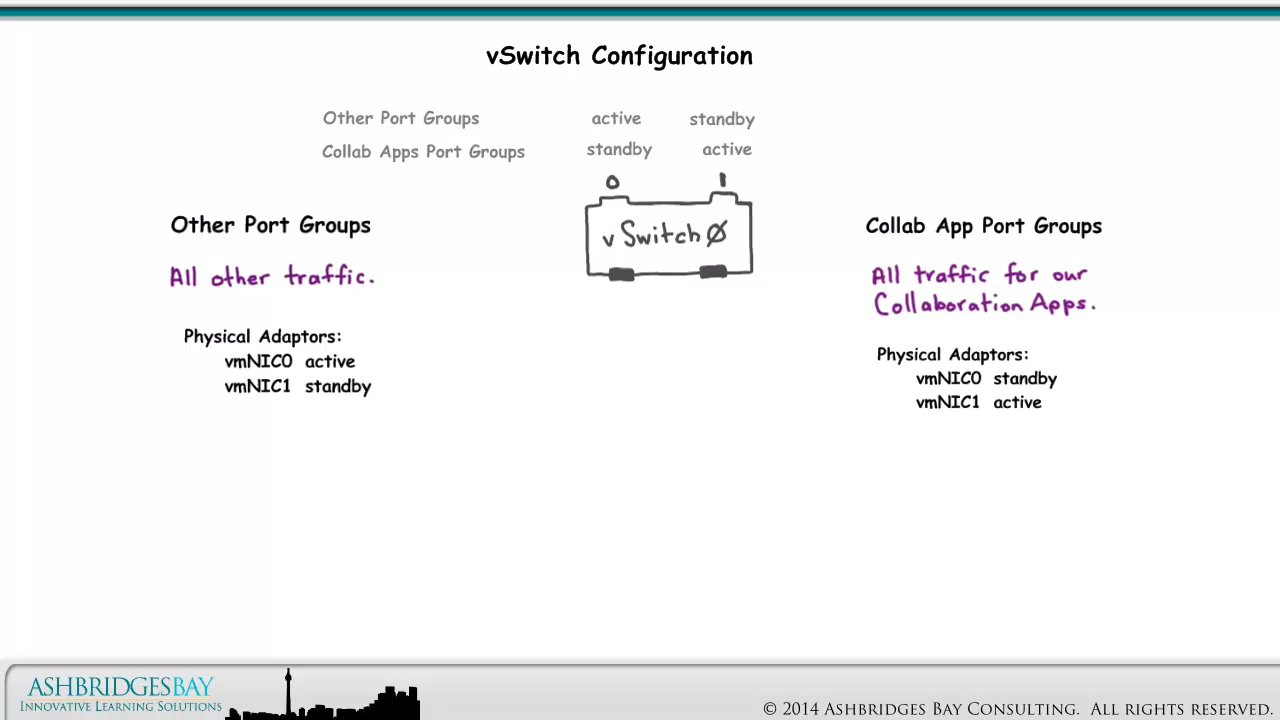 vSwitch Configuration
Other Port Groups active standby
Collab Apps Port Groups standby active
0 1
vSwitch0
Other Port Groups
All other traffic.
Physical Adaptors:
vmNIC0 active
vmNIC1 standby
Collab App Port Groups
All traffic for our
Collaboration Apps.
Physical Adaptors:
vmNIC0 standby
vmNIC1 active
ASHBRIDGESBAY
INNOVATIVE LEARNING SOLUTIONS
© 2014 ASHBRIDGES BAY CONSULTING. ALL RIGHTS RESERVED.